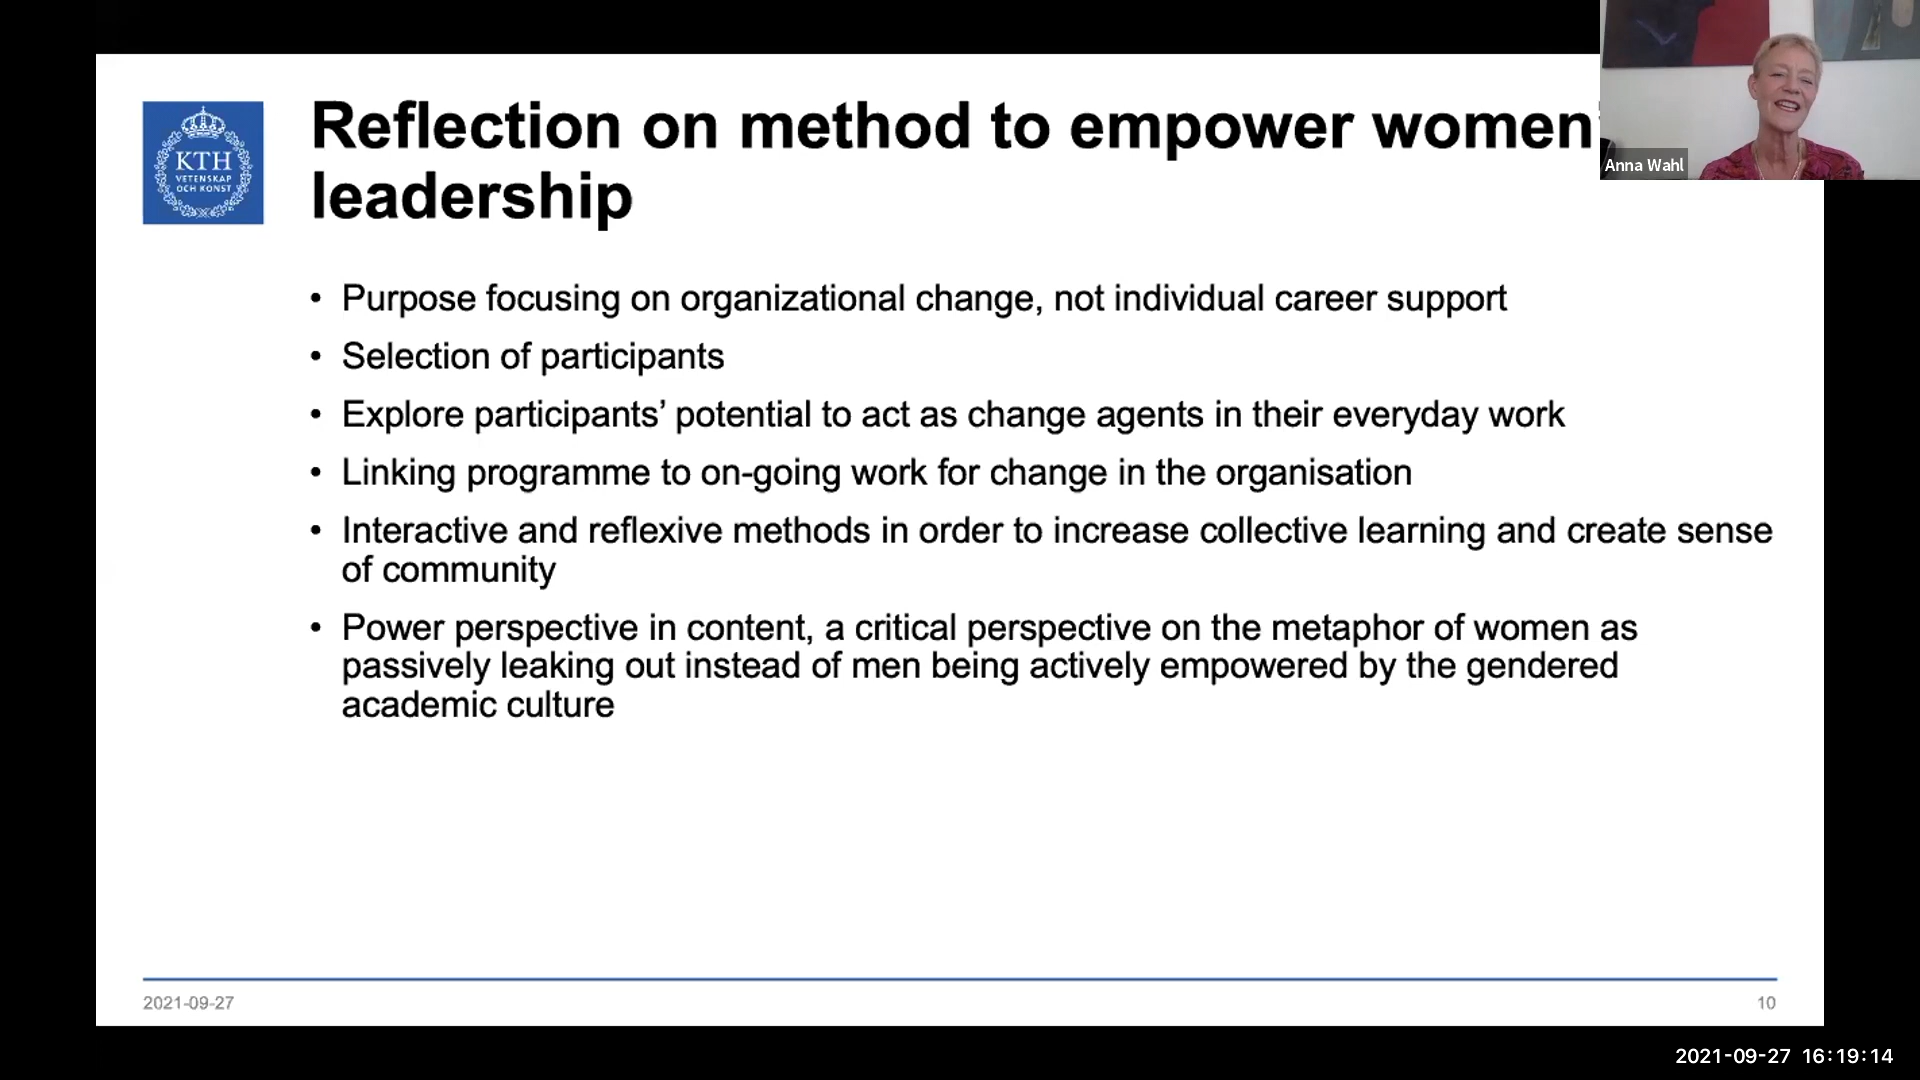 Reflection on method to empower women'
leadership
KTH
VETENSKAP
OCH KONST
Anna Wahl
• Purpose focusing on organizational change, not individual career support
• Selection of participants
• Explore participants’ potential to act as change agents in their everyday work
• Linking programme to on-going work for change in the organisation
• Interactive and reflexive methods in order to increase collective learning and create sense
of community
• Power perspective in content, a critical perspective on the metaphor of women as
passively leaking out instead of men being actively empowered by the gendered
academic culture
2021-09-27
10
2021-09-27 16:19:14